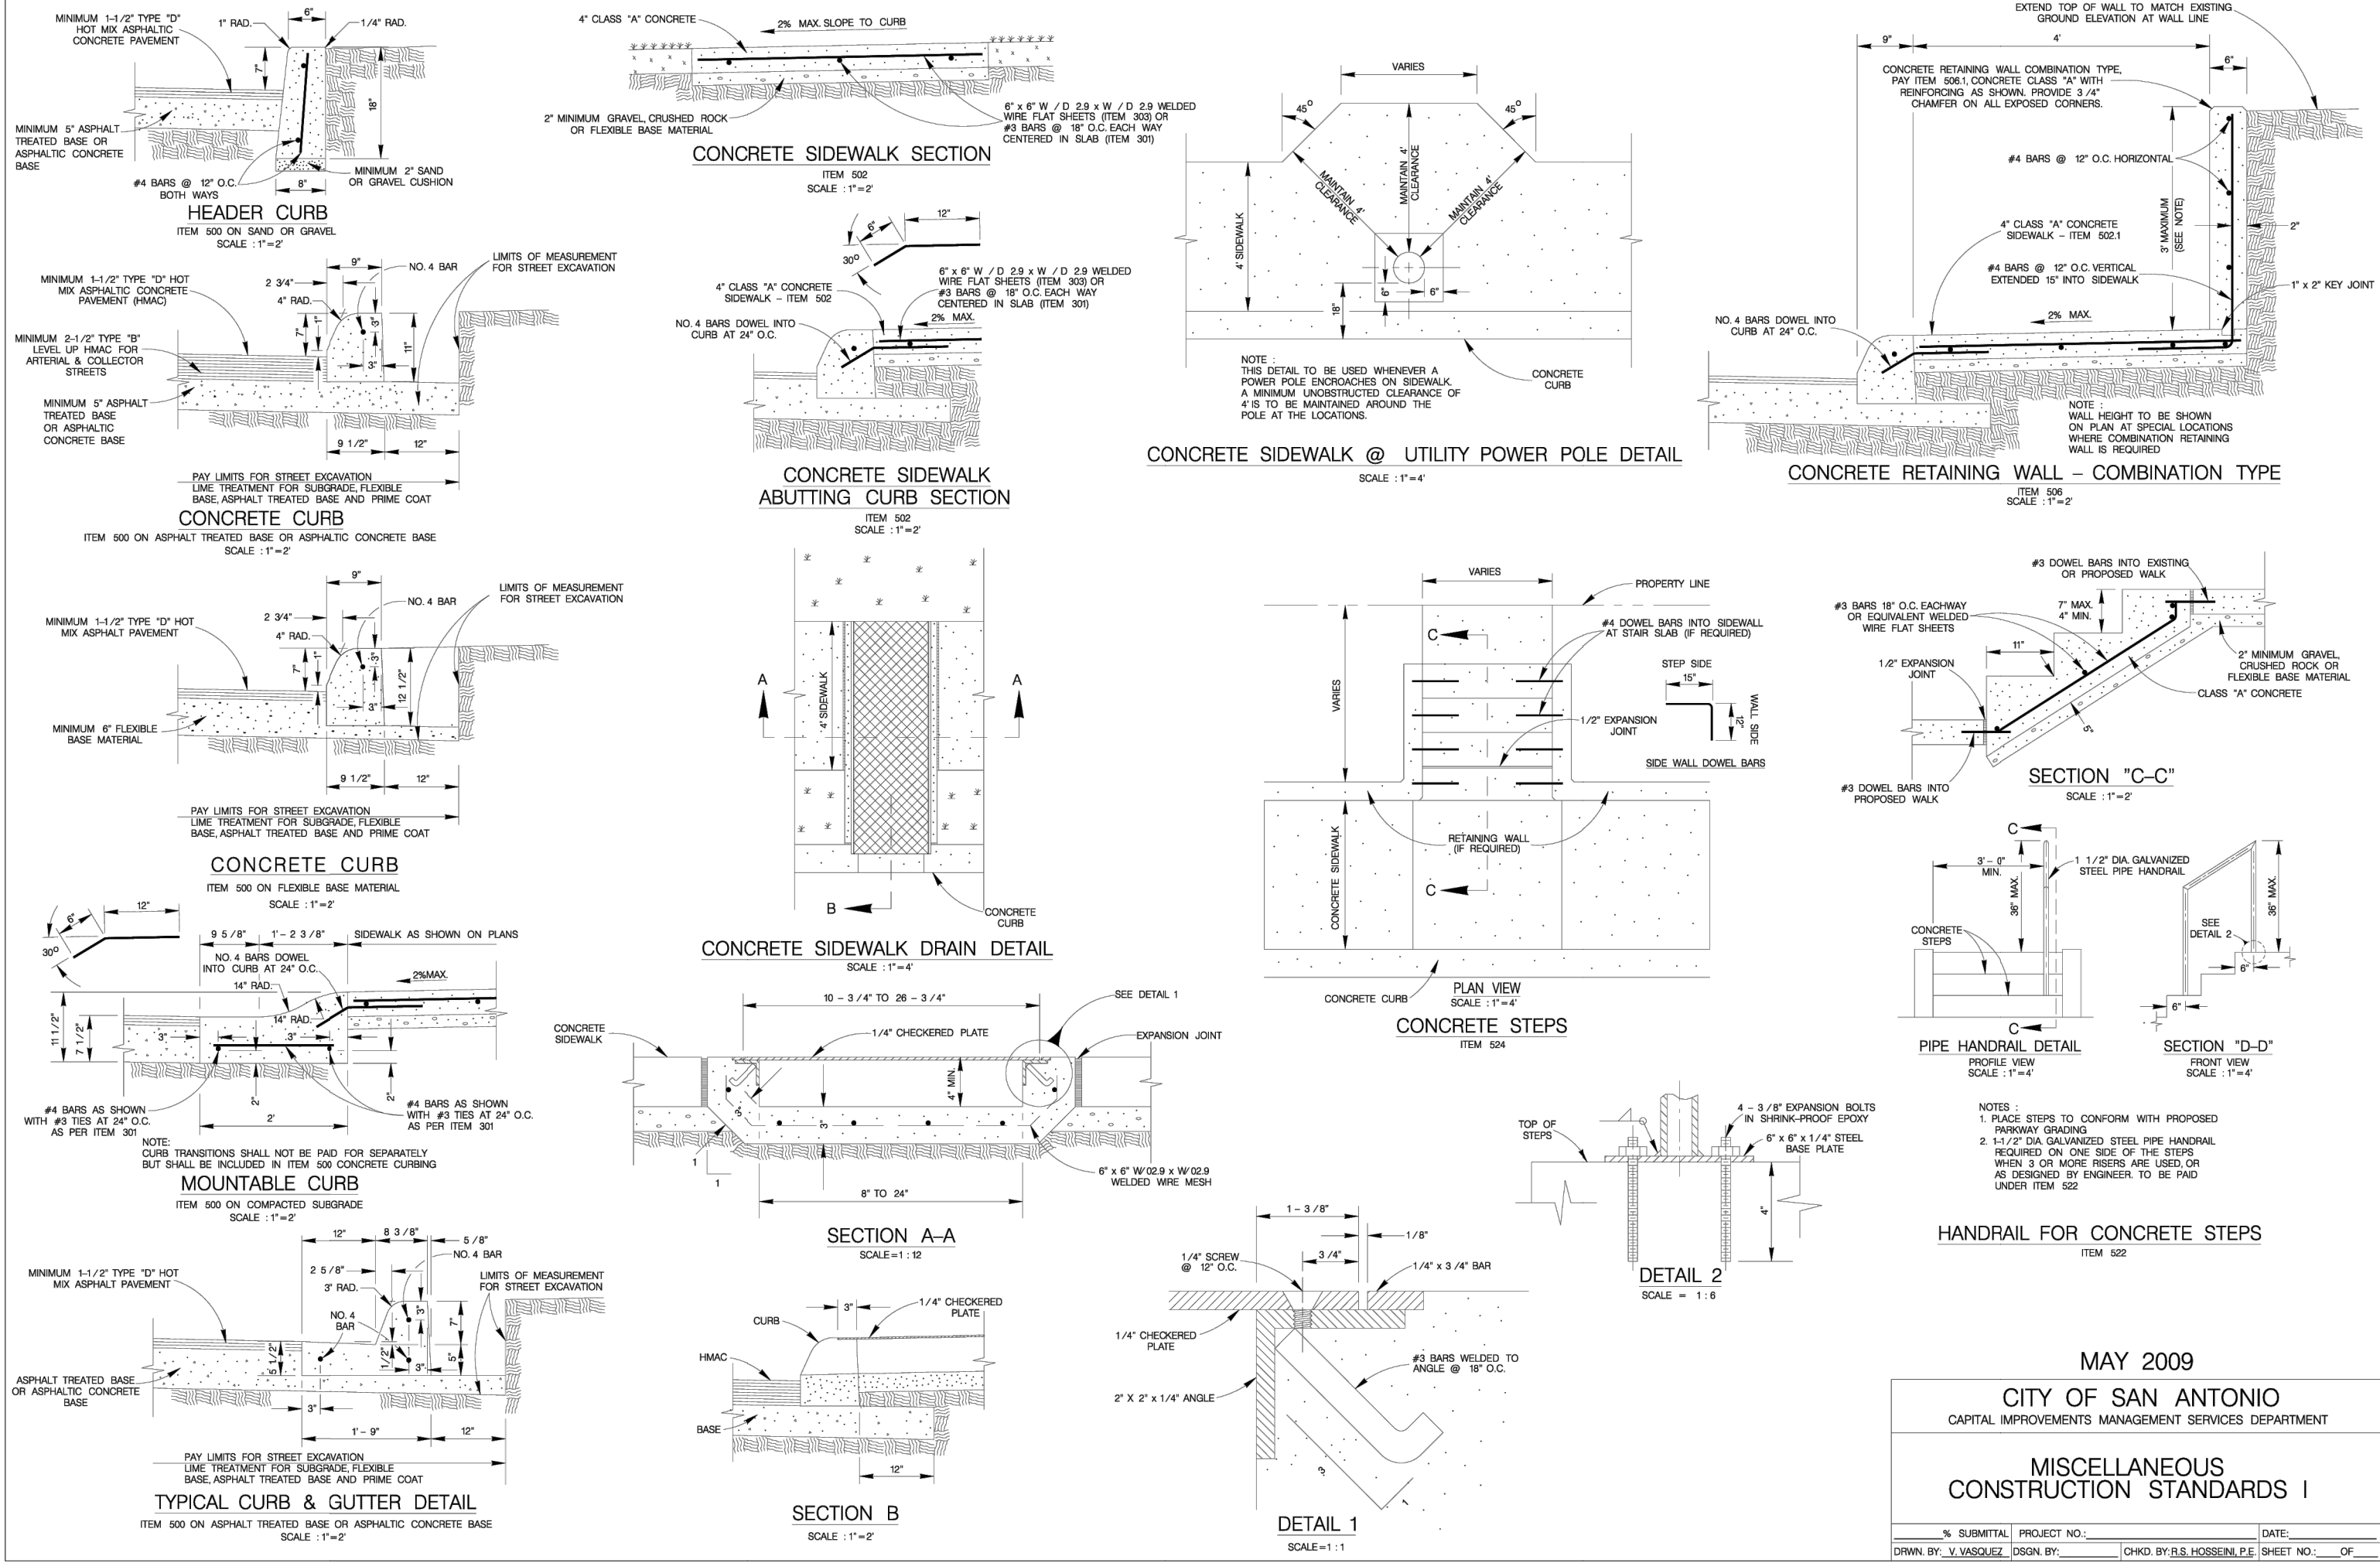 MINIMUM 1-1/2" TYPE "D"
HOT MIX ASPHALTIC
CONCRETE PAVEMENT
1" RAD.
6"
1/4" RAD.
7"
18"
MINIMUM 5" ASPHALT
TREATED BASE OR
ASPHALTIC CONCRETE
BASE
#4 BARS @ 12" O.C.
BOTH WAYS
8"
MINIMUM 2" SAND
OR GRAVEL CUSHION
HEADER CURB
ITEM 500 ON SAND OR GRAVEL
SCALE : 1"=2'
MINIMUM 1-1/2" TYPE "D" HOT
MIX ASPHALTIC CONCRETE
PAVEMENT (HMAC)
9"
NO. 4 BAR
LIMITS OF MEASUREMENT
FOR STREET EXCAVATION
2 3/4"
4" RAD.
7"
1"
3"
11"
3"
MINIMUM 2-1/2" TYPE "B"
LEVEL UP HMAC FOR
ARTERIAL & COLLECTOR
STREETS
MINIMUM 5" ASPHALT
TREATED BASE
OR ASPHALTIC
CONCRETE BASE
9 1/2"
12"
PAY LIMITS FOR STREET EXCAVATION
LIME TREATMENT FOR SUBGRADE, FLEXIBLE
BASE, ASPHALT TREATED BASE AND PRIME COAT
CONCRETE CURB
ITEM 500 ON ASPHALT TREATED BASE OR ASPHALTIC CONCRETE BASE
SCALE : 1"=2'
9"
LIMITS OF MEASUREMENT
FOR STREET EXCAVATION
NO. 4 BAR
2 3/4"
4" RAD.
MINIMUM 1-1/2" TYPE "D" HOT
MIX ASPHALT PAVEMENT
7"
1"
3"
12 1/2"
3"
MINIMUM 6" FLEXIBLE
BASE MATERIAL
9 1/2"
12"
PAY LIMITS FOR STREET EXCAVATION
LIME TREATMENT FOR SUBGRADE, FLEXIBLE
BASE, ASPHALT TREATED BASE AND PRIME COAT
CONCRETE CURB
ITEM 500 ON FLEXIBLE BASE MATERIAL
SCALE : 1"=2'
12"
6"
30°
9 5/8"
1'- 2 3/8"
SIDEWALK AS SHOWN ON PLANS
NO. 4 BARS DOWEL
INTO CURB AT 24" O.C.
2%MAX.
14" RAD.
14" RAD.
11 1/2"
7 1/2"
3"
3"
2"
2"
2'
#4 BARS AS SHOWN
WITH #3 TIES AT 24" O.C.
AS PER ITEM 301
#4 BARS AS SHOWN
WITH #3 TIES AT 24" O.C.
AS PER ITEM 301
NOTE:
CURB TRANSITIONS SHALL NOT BE PAID FOR SEPARATELY
BUT SHALL BE INCLUDED IN ITEM 500 CONCRETE CURBING
MOUNTABLE CURB
ITEM 500 ON COMPACTED SUBGRADE
SCALE : 1"=2'
12"
8 3/8"
5/8"
NO. 4 BAR
2 5/8"
3" RAD.
NO. 4
BAR
MINIMUM 1-1/2" TYPE "D" HOT
MIX ASPHALT PAVEMENT
LIMITS OF MEASUREMENT
FOR STREET EXCAVATION
3"
7"
5 1/2"
1/2"
3"
5"
ASPHALT TREATED BASE
OR ASPHALTIC CONCRETE
BASE
3"
1'- 9"
12"
PAY LIMITS FOR STREET EXCAVATION
LIME TREATMENT FOR SUBGRADE, FLEXIBLE
BASE, ASPHALT TREATED BASE AND PRIME COAT
TYPICAL CURB & GUTTER DETAIL
ITEM 500 ON ASPHALT TREATED BASE OR ASPHALTIC CONCRETE BASE
SCALE : 1"=2'
4" CLASS "A" CONCRETE
2% MAX. SLOPE TO CURB
2" MINIMUM GRAVEL, CRUSHED ROCK
OR FLEXIBLE BASE MATERIAL
6" x 6" W / D 2.9 x W / D 2.9 WELDED
WIRE FLAT SHEETS (ITEM 303) OR
#3 BARS @ 18" O.C. EACH WAY
CENTERED IN SLAB (ITEM 301)
CONCRETE SIDEWALK SECTION
ITEM 502
SCALE : 1"=2'
12"
6"
30°
6" x 6" W / D 2.9 x W / D 2.9 WELDED
WIRE FLAT SHEETS (ITEM 303) OR
#3 BARS @ 18" O.C. EACH WAY
CENTERED IN SLAB (ITEM 301)
4" CLASS "A" CONCRETE
SIDEWALK - ITEM 502
2% MAX.
NO. 4 BARS DOWEL INTO
CURB AT 24" O.C.
CONCRETE SIDEWALK
ABUTTING CURB SECTION
ITEM 502
SCALE : 1"=2'
A
A
4' SIDEWALK
B
CONCRETE
CURB
CONCRETE SIDEWALK DRAIN DETAIL
SCALE : 1"=4'
10 - 3/4" TO 26 - 3/4"
SEE DETAIL 1
CONCRETE
SIDEWALK
1/4" CHECKERED PLATE
EXPANSION JOINT
4" MIN.
3"
3"
1
1
6" x 6" W/02.9 x W/02.9
WELDED WIRE MESH
8" TO 24"
SECTION A-A
SCALE=1 : 12
3"
1/4" CHECKERED
PLATE
CURB
HMAC
BASE
12"
SECTION B
SCALE : 1"=2'
VARIES
45°
45°
MAINTAIN 4'
CLEARANCE
MAINTAIN 4'
CLEARANCE
MAINTAIN 4'
CLEARANCE
4' SIDEWALK
6"
6"
18"
NOTE :
THIS DETAIL TO BE USED WHENEVER A
POWER POLE ENCROACHES ON SIDEWALK.
A MINIMUM UNOBSTRUCTED CLEARANCE OF
4' IS TO BE MAINTAINED AROUND THE
POLE AT THE LOCATIONS.
CONCRETE
CURB
CONCRETE SIDEWALK @ UTILITY POWER POLE DETAIL
SCALE : 1"=4'
VARIES
PROPERTY LINE
C
#4 DOWEL BARS INTO SIDEWALL
AT STAIR SLAB (IF REQUIRED)
VARIES
STEP SIDE
15"
12"
WALL SIDE
1/2" EXPANSION
JOINT
SIDE WALL DOWEL BARS
RETAINING WALL
(IF REQUIRED)
CONCRETE SIDEWALK
C
CONCRETE CURB
PLAN VIEW
SCALE : 1"=4'
CONCRETE STEPS
ITEM 524
1 - 3/8"
1/8"
1/4" SCREW
@ 12" O.C.
3/4"
1/4" x 3/4" BAR
1/4" CHECKERED
PLATE
#3 BARS WELDED TO
ANGLE @ 18" O.C.
2" X 2" x 1/4" ANGLE
.3
1
DETAIL 1
SCALE=1 : 1
TOP OF
STEPS
4 - 3/8" EXPANSION BOLTS
IN SHRINK-PROOF EPOXY
6" x 6" x 1/4" STEEL
BASE PLATE
4"
DETAIL 2
SCALE = 1 : 6
EXTEND TOP OF WALL TO MATCH EXISTING
GROUND ELEVATION AT WALL LINE
9"
4'
6"
CONCRETE RETAINING WALL COMBINATION TYPE,
PAY ITEM 506.1, CONCRETE CLASS "A" WITH
REINFORCING AS SHOWN. PROVIDE 3/4"
CHAMFER ON ALL EXPOSED CORNERS.
#4 BARS @ 12" O.C. HORIZONTAL
3' MAXIMUM
(SEE NOTE)
4" CLASS "A" CONCRETE
SIDEWALK - ITEM 502.1
2"
#4 BARS @ 12" O.C. VERTICAL
EXTENDED 15" INTO SIDEWALK
1" x 2" KEY JOINT
NO. 4 BARS DOWEL INTO
CURB AT 24" O.C.
2% MAX.
NOTE :
WALL HEIGHT TO BE SHOWN
ON PLAN AT SPECIAL LOCATIONS
WHERE COMBINATION RETAINING
WALL IS REQUIRED
CONCRETE RETAINING WALL - COMBINATION TYPE
ITEM 506
SCALE : 1"=2'
#3 DOWEL BARS INTO EXISTING
OR PROPOSED WALK
#3 BARS 18" O.C. EACHWAY
OR EQUIVALENT WELDED
WIRE FLAT SHEETS
7" MAX.
4" MIN.
11"
1/2" EXPANSION
JOINT
2" MINIMUM GRAVEL,
CRUSHED ROCK OR
FLEXIBLE BASE MATERIAL
CLASS "A" CONCRETE
5"
#3 DOWEL BARS INTO
PROPOSED WALK
SECTION "C-C"
SCALE : 1"=2'
C
3'- 0"
MIN.
1 1/2" DIA. GALVANIZED
STEEL PIPE HANDRAIL
36" MAX.
CONCRETE
STEPS
C
PIPE HANDRAIL DETAIL
PROFILE VIEW
SCALE : 1"=4'
36" MAX.
SEE
DETAIL 2
6"
6"
SECTION "D-D"
FRONT VIEW
SCALE : 1"=4'
NOTES :
1. PLACE STEPS TO CONFORM WITH PROPOSED
PARKWAY GRADING
2. 1-1/2" DIA. GALVANIZED STEEL PIPE HANDRAIL
REQUIRED ON ONE SIDE OF THE STEPS
WHEN 3 OR MORE RISERS ARE USED, OR
AS DESIGNED BY ENGINEER. TO BE PAID
UNDER ITEM 522
HANDRAIL FOR CONCRETE STEPS
ITEM 522
MAY 2009
CITY OF SAN ANTONIO
CAPITAL IMPROVEMENTS MANAGEMENT SERVICES DEPARTMENT
MISCELLANEOUS
CONSTRUCTION STANDARDS I
% SUBMITTAL PROJECT NO.: DATE:
DRWN. BY: V. VASQUEZ DSGN. BY: CHKD. BY: R.S. HOSSEINI, P.E. SHEET NO.: OF